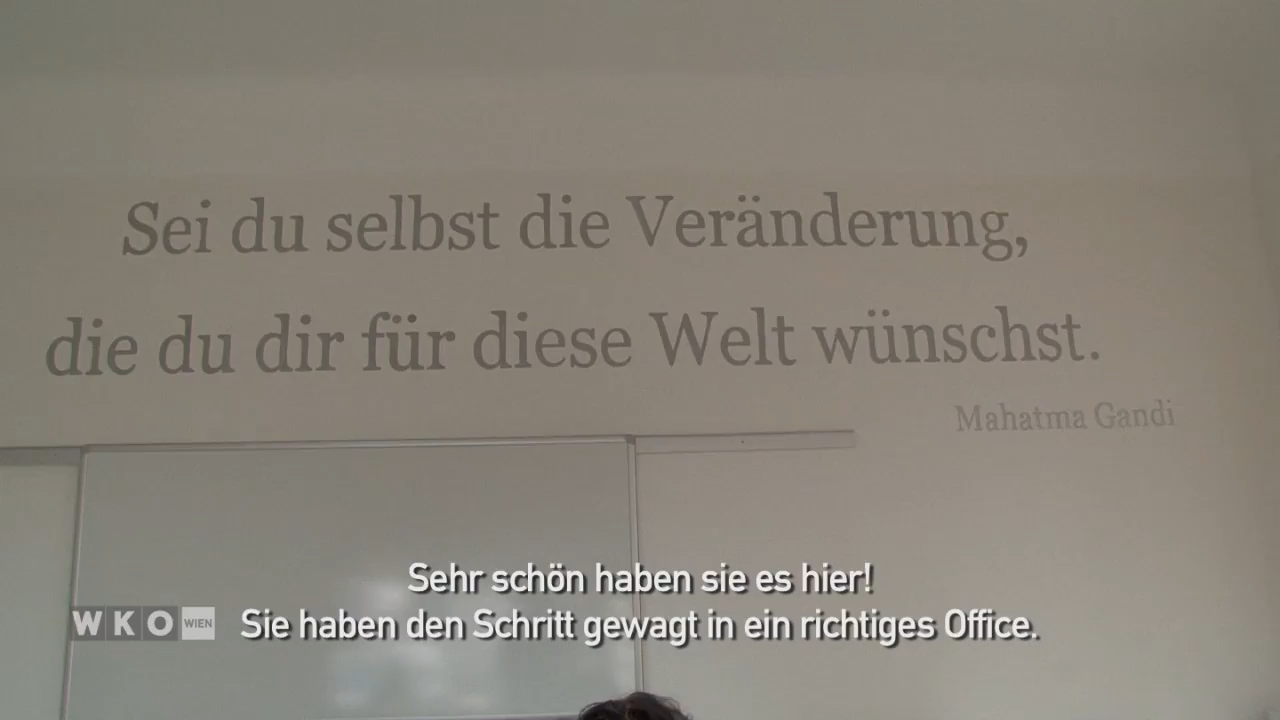 Sei du selbst die Veränderung,
die du dir für diese Welt wünschst.
Mahatma Gandi
Sehr schön haben sie es hier!
WKO WIEN
Sie haben den Schritt gewagt in ein richtiges Office.